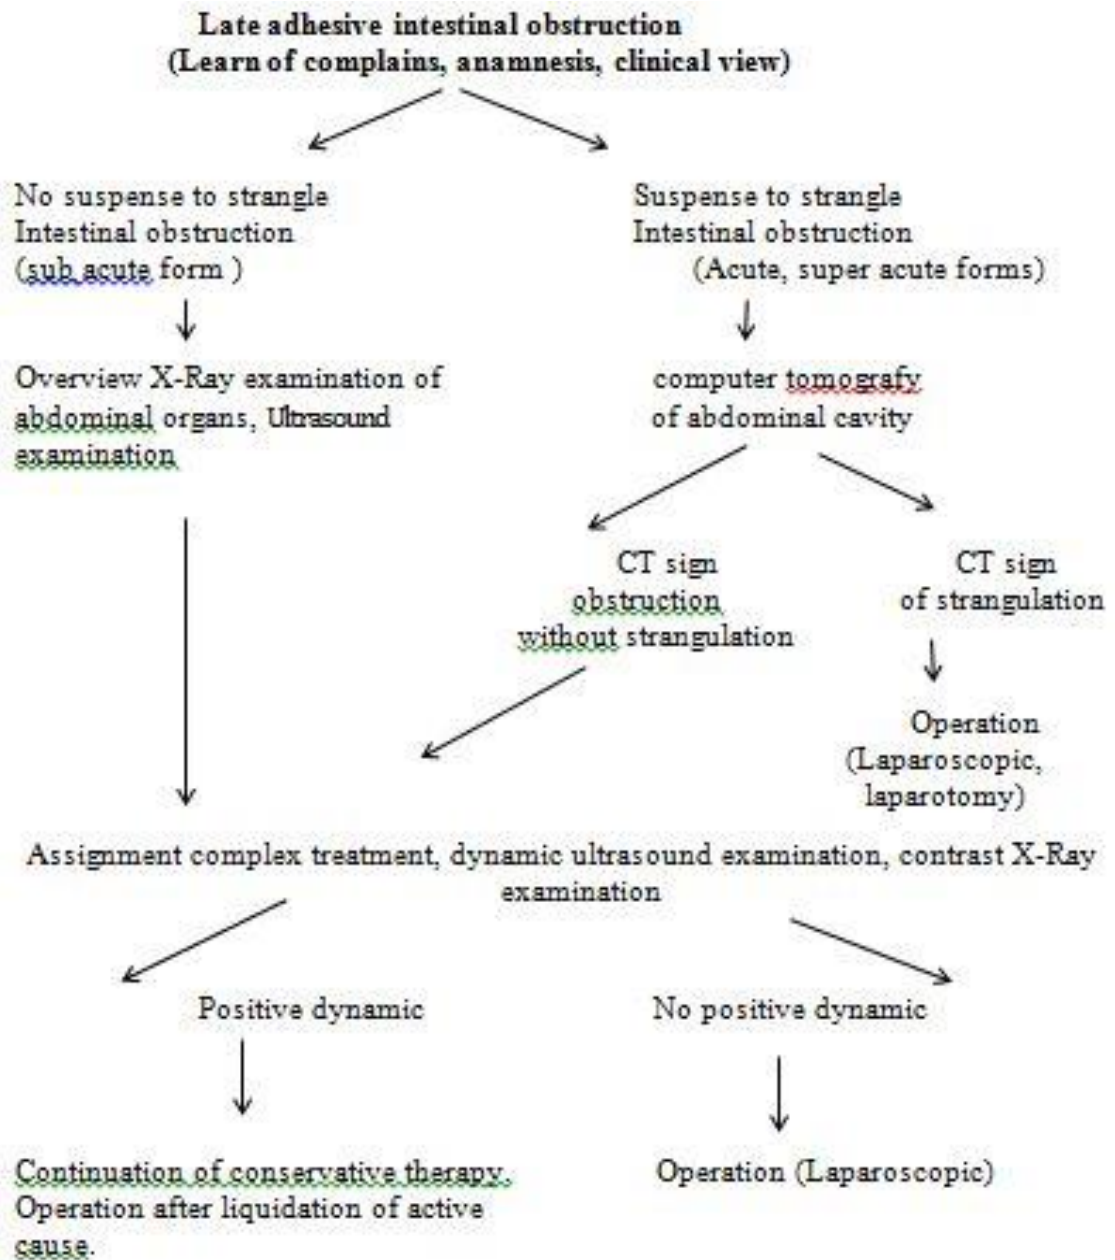 Late adhesive intestinal obstruction
(Learn of complains, anamnesis, clinical view)
No suspense to strangle
Intestinal obstruction
(sub acute form )
Suspense to strangle
Intestinal obstruction
(Acute, super acute forms)
Overview X-Ray examination of
abdominal organs, Ultrasound
examination
computer tomografy
of abdominal cavity
CT sign
obstruction
without strangulation
CT sign
of strangulation
Operation
(Laparoscopic,
laparotomy)
Assignment complex treatment, dynamic ultrasound examination, contrast X-Ray
examination
Positive dynamic
No positive dynamic
Continuation of conservative therapy.
Operation after liquidation of active
cause.
Operation (Laparoscopic)